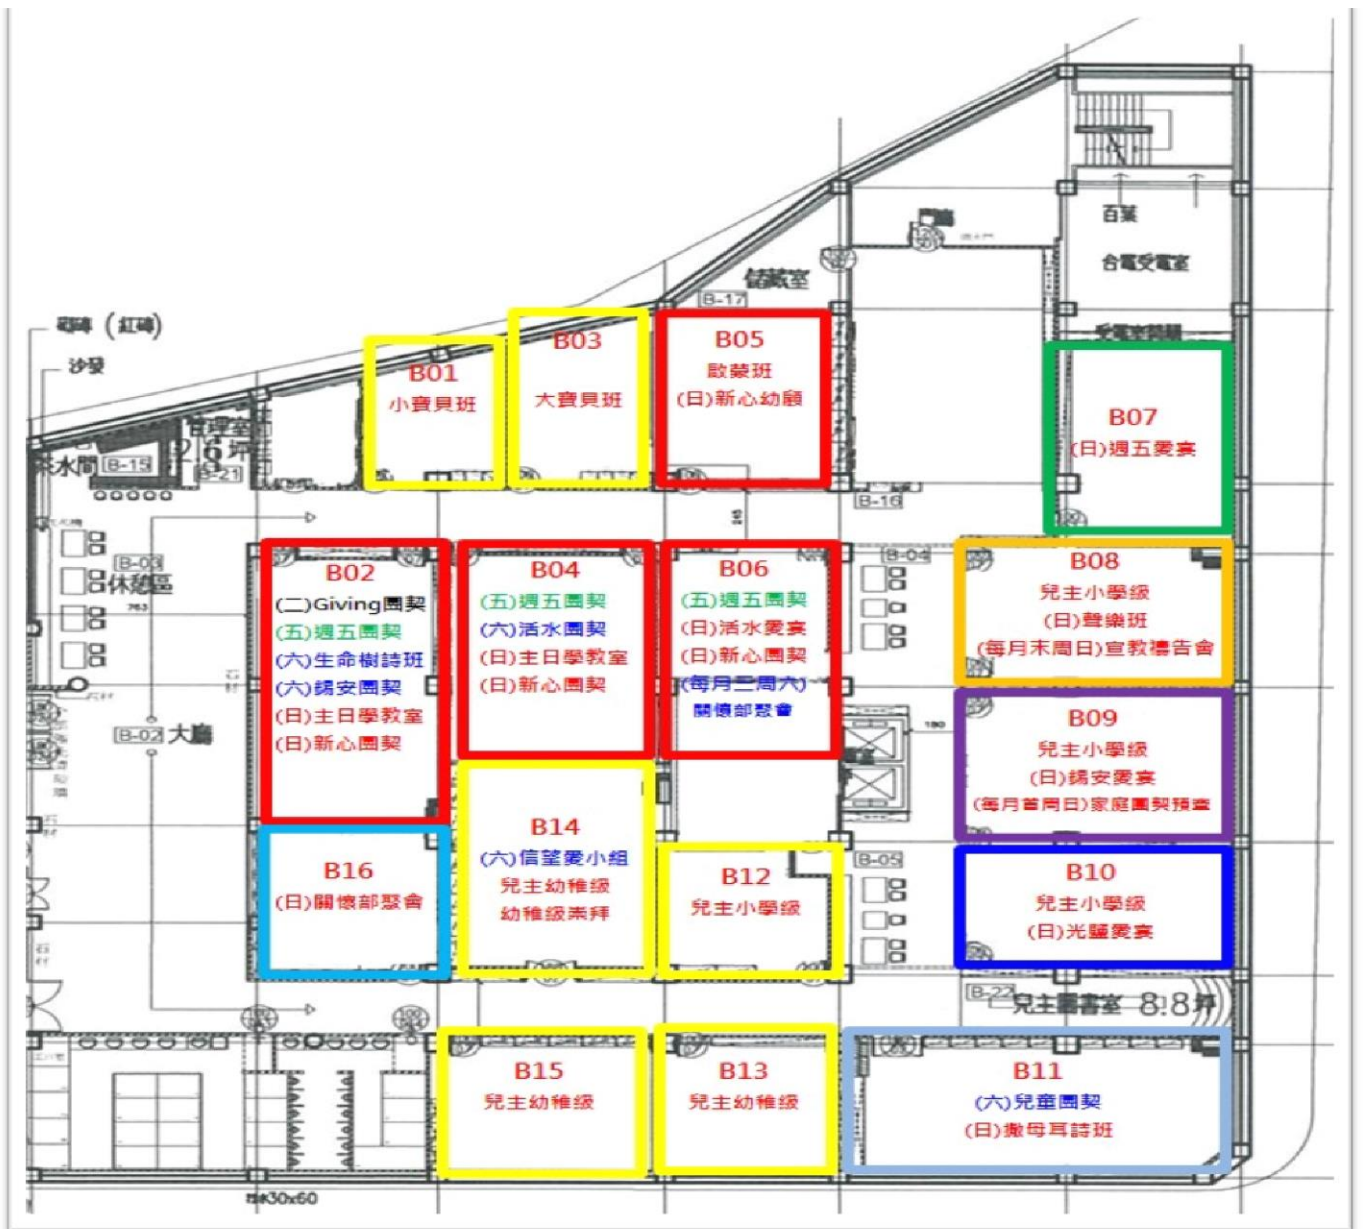 百葉
台電受電室
儲藏室
B-17
(紅磚)
沙發
B01
小寶貝班
B03
大寶貝班
B05
啟蒙班
(日)新心幼顧
B07
(日)週五愛宴
管理室
2.6坪
茶水間
B-15
B-21
B-16
245
B-03
休憩區
763
B-04
B02
(二)Giving團契
(五)週五團契
(六)生命樹詩班
(六)錫安團契
(日)主日學教室
(日)新心團契
B04
(五)週五團契
(六)活水團契
(日)主日學教室
(日)新心團契
B06
(五)週五團契
(日)活水愛宴
(日)新心團契
(每月三周六)
關懷部聚會
B08
兒主小學級
(日)聲樂班
(每月末周日)宣教禱告會
B-02 大廳
180
B09
兒主小學級
(日)錫安愛宴
(每月首周日)家庭團契預查
B16
(日)關懷部聚會
B14
(六)信望愛小組
兒主幼稚級
幼稚級崇拜
B12
兒主小學級
B-05
B10
兒主小學級
(日)光鹽愛宴
B-22
兒主圖書室 8.8坪
B15
兒主幼稚級
B13
兒主幼稚級
B11
(六)兒童團契
(日)撒母耳詩班
30x60